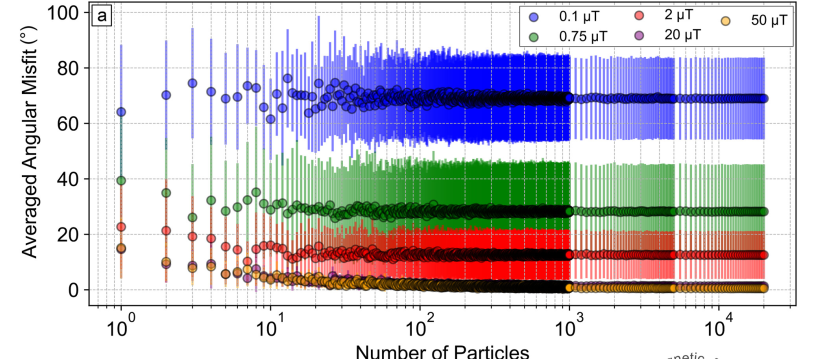 a
0.1 µT
2 µT
50 µT
0.75 µT
20 µT
Averaged Angular Misfit (°)
100
80
60
40
20
0
10⁰
10¹
10²
10³
10⁴
Number of Particles